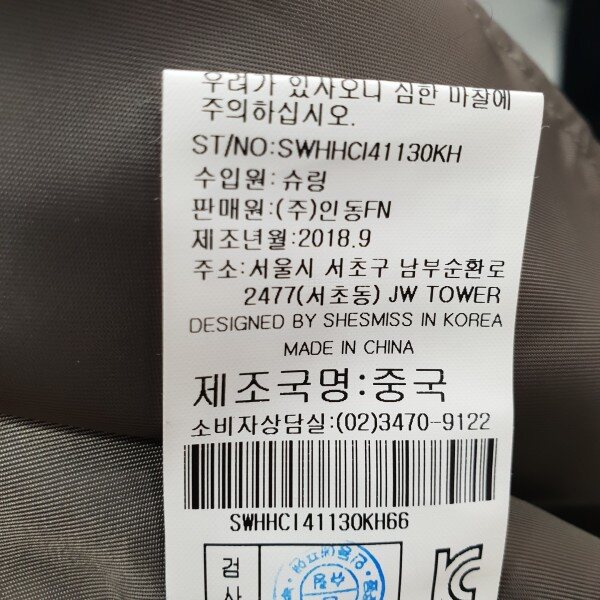 우려가 있사오니 심한 마찰에
주의하십시오.
ST/NO:SWHHCI41130KH
수입원:슈링
판매원:(주)인동FN
제조년월:2018.9
주소:서울시 서초구 남부순환로
2477(서초동) JW TOWER
DESIGNED BY SHESMISS IN KOREA
MADE IN CHINA
제조국명:중국
소비자상담실:(02)3470-9122
SWHHCI41130KH66
검
사